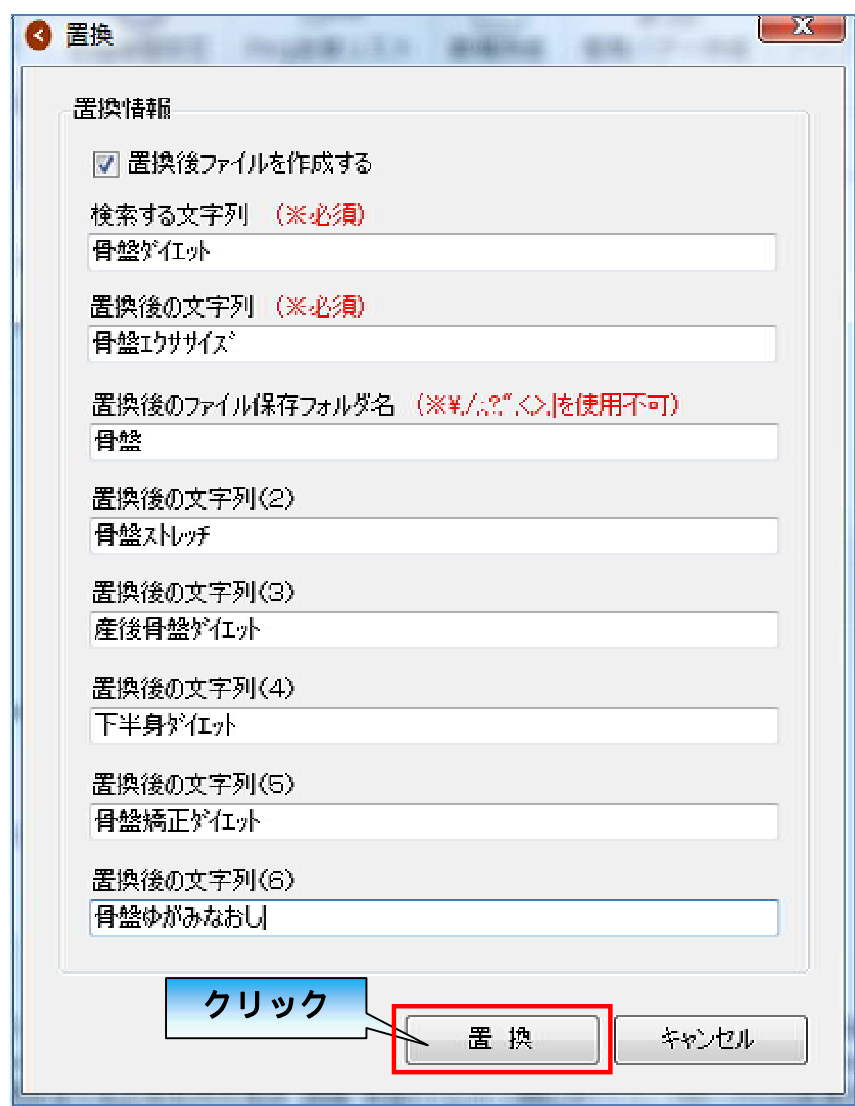 置換
置換情報
置換後ファイルを作成する
検索する文字列 (※必須)
骨盤ダイエット
置換後の文字列 (※必須)
骨盤エクササイズ
置換後のファイル保存フォルダ名 (※¥,/,:,?,",<,>,|を使用不可)
骨盤
置換後の文字列(2)
骨盤ストレッチ
置換後の文字列(3)
産後骨盤ダイエット
置換後の文字列(4)
下半身ダイエット
置換後の文字列(5)
骨盤矯正ダイエット
置換後の文字列(6)
骨盤ゆがみなおし
クリック
置 換
キャンセル